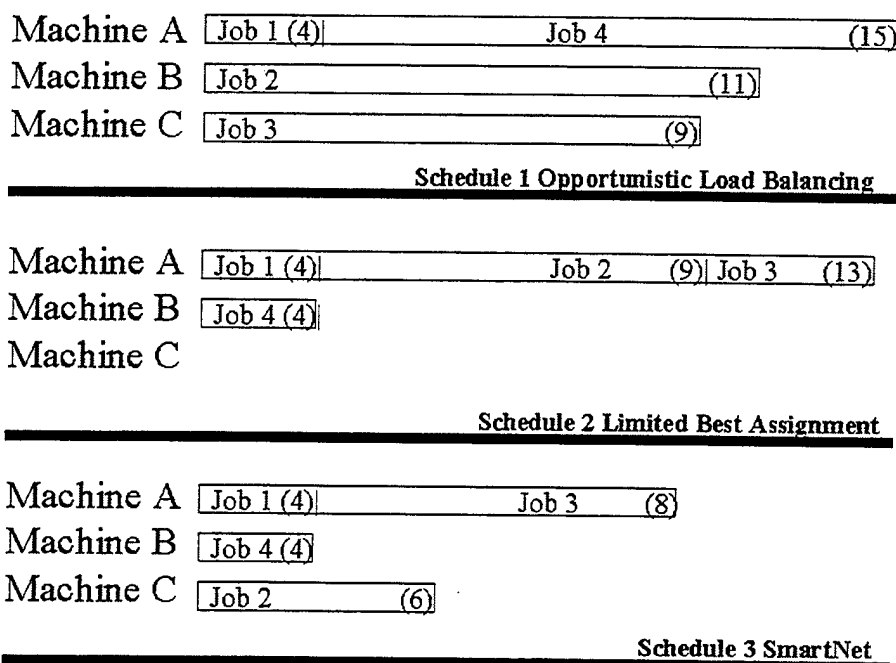 Machine A Job 1 (4) Job 4 (15)
Machine B Job 2 (11)
Machine C Job 3 (9)
Schedule 1 Opportunistic Load Balancing
Machine A Job 1 (4) Job 2 (9) Job 3 (13)
Machine B Job 4 (4)
Machine C
Schedule 2 Limited Best Assignment
Machine A Job 1 (4) Job 3 (8)
Machine B Job 4 (4)
Machine C Job 2 (6)
Schedule 3 SmartNet